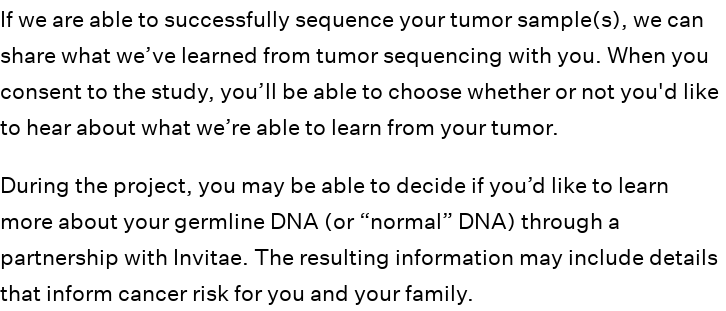 If we are able to successfully sequence your tumor sample(s), we can
share what we’ve learned from tumor sequencing with you. When you
consent to the study, you’ll be able to choose whether or not you'd like
to hear about what we’re able to learn from your tumor.
During the project, you may be able to decide if you’d like to learn
more about your germline DNA (or “normal” DNA) through a
partnership with Invitae. The resulting information may include details
that inform cancer risk for you and your family.